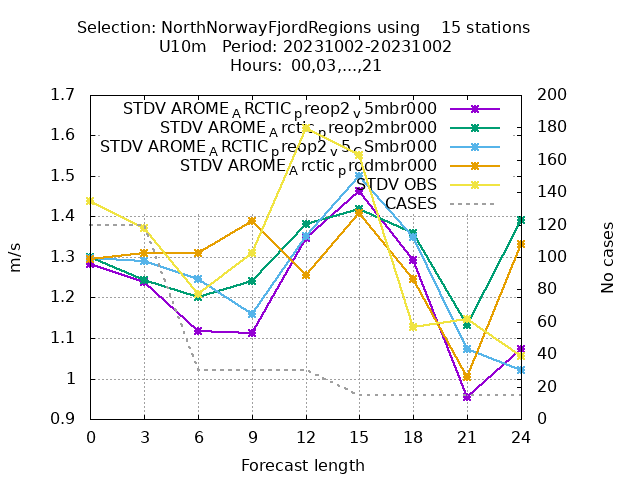 Selection: NorthNorwayFjordRegions using    15 stations
U10m   Period: 20231002-20231002
Hours:  00,03,...,21
STDV AROME_ARCTIC_preop2_v5mbr000
STDV AROME_Arctic_preop2mbr000
STDV AROME_ARCTIC_preop2_v5_CSmbr000
STDV AROME_Arctic_prodmbr000
STDV OBS
CASES
1.7
1.6
1.5
1.4
1.3
1.2
1.1
1
0.9
m/s
200
180
160
140
120
100
80
60
40
20
0
No cases
0 3 6 9 12 15 18 21 24
Forecast length